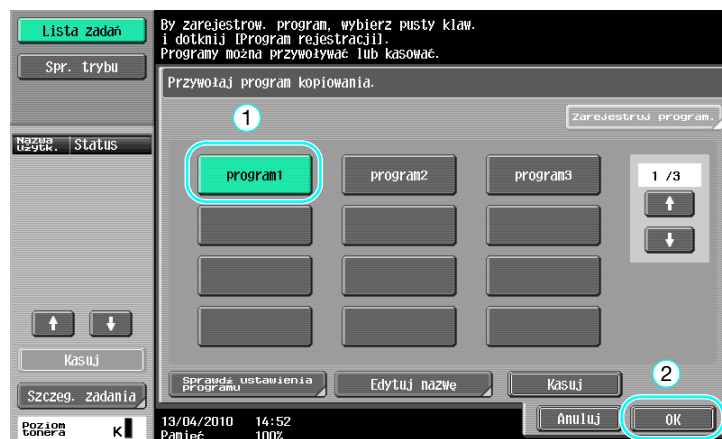 Lista zadań
Spr. trybu
Nazwa Użytk.
Status
Kasuj
Szczeg. zadania
Poziom tonera
K
By zarejestrow. program, wybierz pusty klaw.
i dotknij [Program rejestracji].
Programy można przywoływać lub kasować.
Przywołaj program kopiowania.
1
Zarejestruj program.
program1
program2
program3
1 /3
Sprawdź ustawienia programu
Edytuj nazwę
Kasuj
2
13/04/2010 14:52
Pamięć 100%
Anuluj
OK